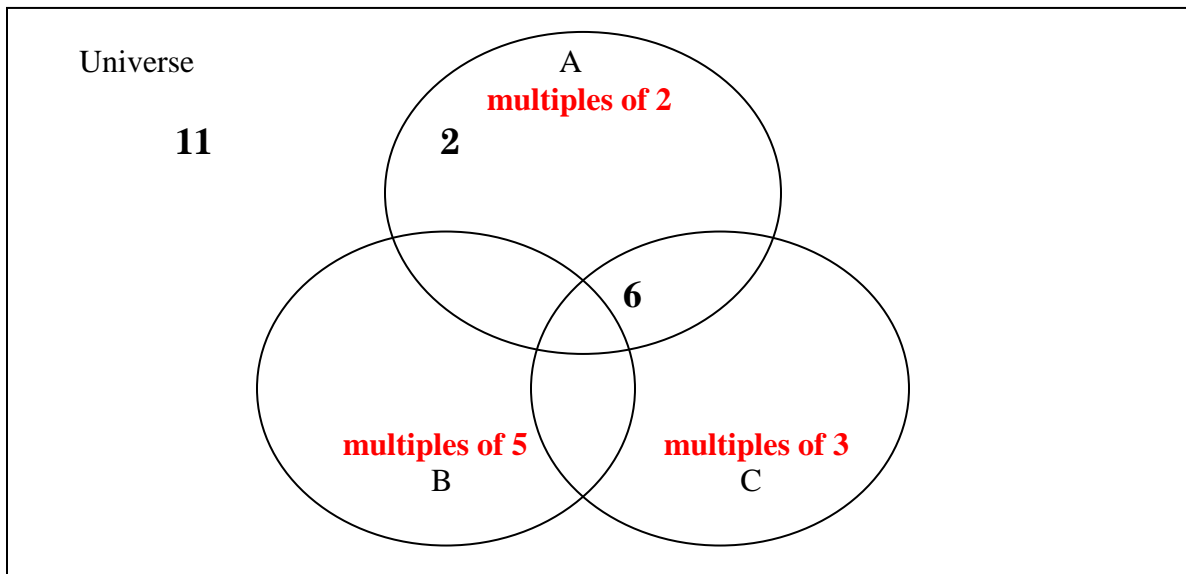 Universe
A
multiples of 2
11
2
6
multiples of 5
multiples of 3
B
C